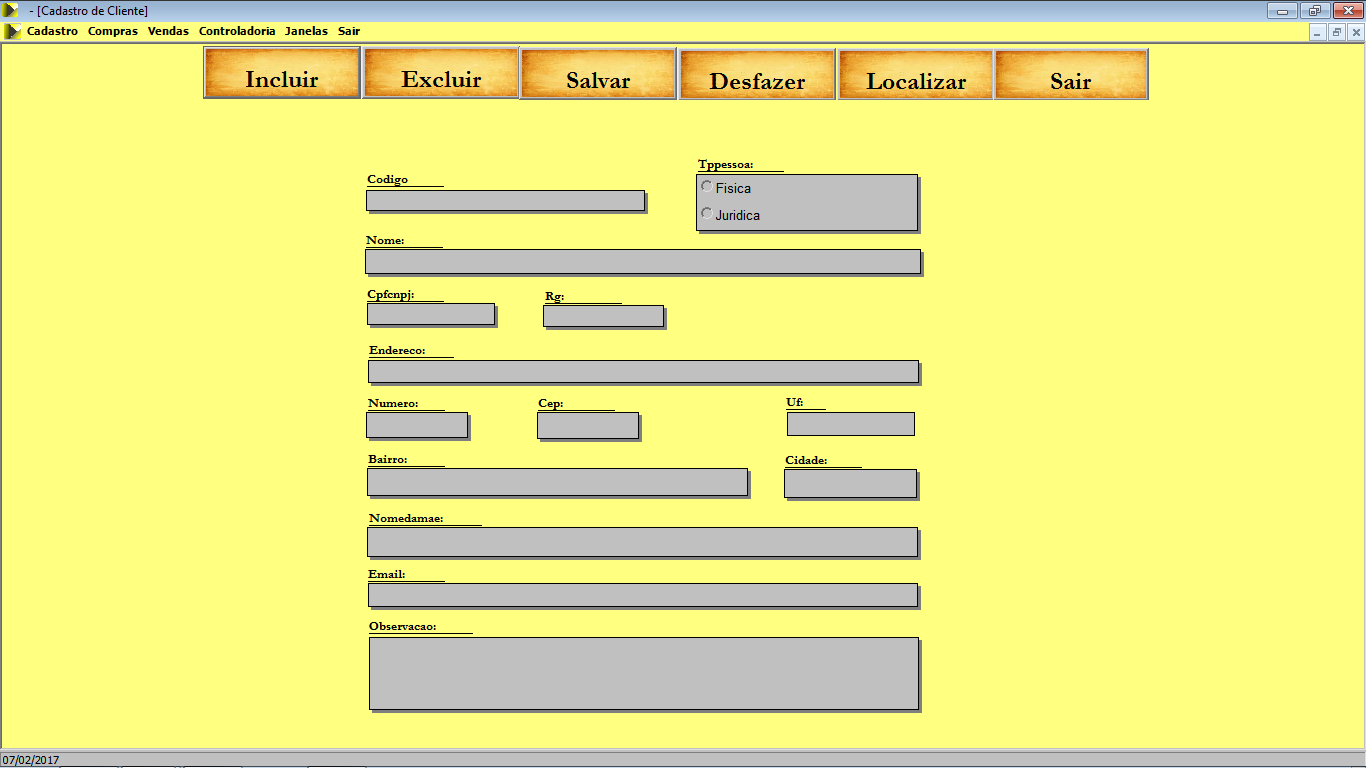 - [Cadastro de Cliente]
Cadastro Compras Vendas Controladoria Janelas Sair
Incluir Excluir Salvar Desfazer Localizar Sair
Tppessoa:
Codigo
Fisica
Juridica
Nome:
Cpfcnpj: Rg:
Endereco:
Numero: Cep: Uf:
Bairro: Cidade:
Nomedamae:
Email:
Observacao:
07/02/2017